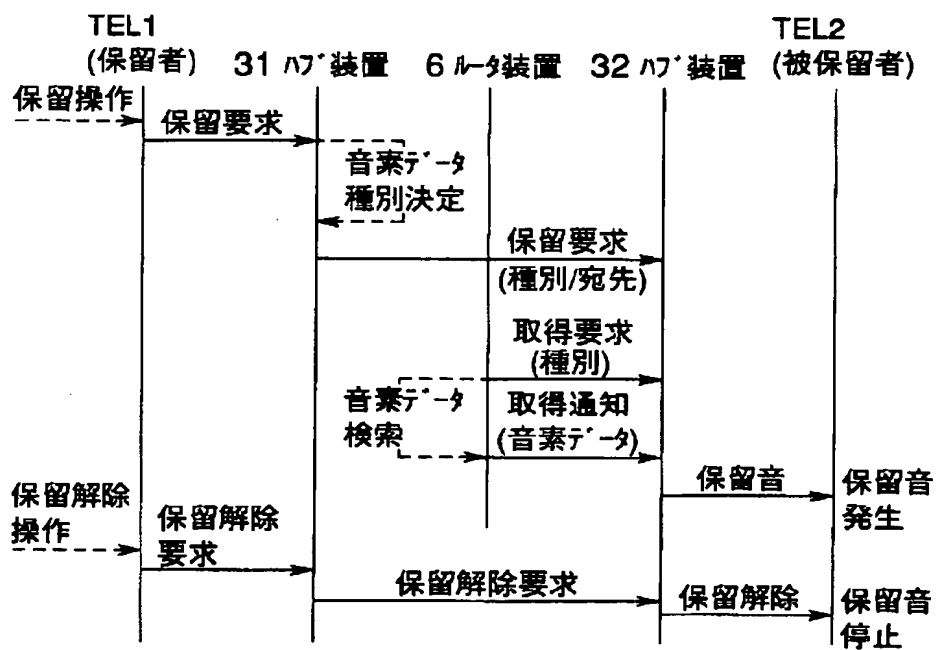 TEL1
(保留者)
31 ハブ装置
6 ルータ装置
32 ハブ装置
TEL2
(被保留者)
保留操作
保留要求
音素データ
種別決定
保留要求
(種別/宛先)
取得要求
(種別)
音素データ
検索
取得通知
(音素データ)
保留音
保留音
発生
保留解除
操作
保留解除
要求
保留解除要求
保留解除
保留音
停止